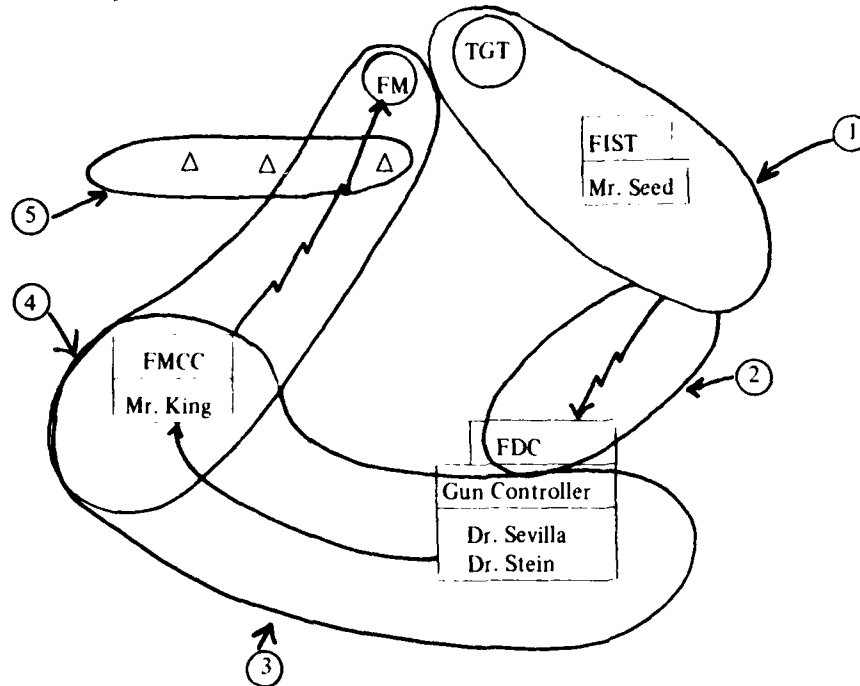 TGT
FM
FIST
Mr. Seed
1
Δ Δ Δ
5
4
FMCC
Mr. King
2
FDC
Gun Controller
Dr. Sevilla
Dr. Stein
3